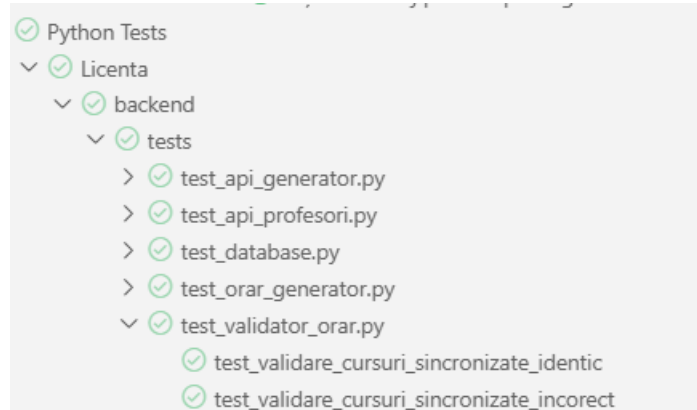 Python Tests
Licenta
backend
tests
test_api_generator.py
test_api_profesori.py
test_database.py
test_orar_generator.py
test_validator_orar.py
test_validare_cursuri_sincronizate_identic
test_validare_cursuri_sincronizate_incorect